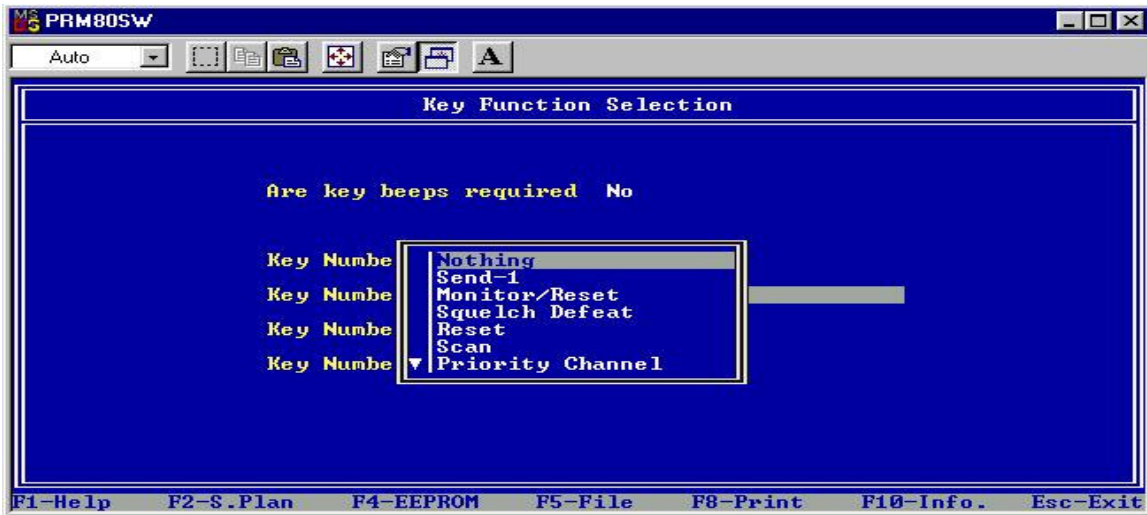 PRM80SW
Auto
A
Key Function Selection
Are key beeps required No
Key Numbe
Key Numbe
Key Numbe
Key Numbe
Nothing
Send-1
Monitor/Reset
Squelch Defeat
Reset
Scan
Priority Channel
F1-Help F2-S.Plan F4-EEPROM F5-File F8-Print F10-Info. Esc-Exit